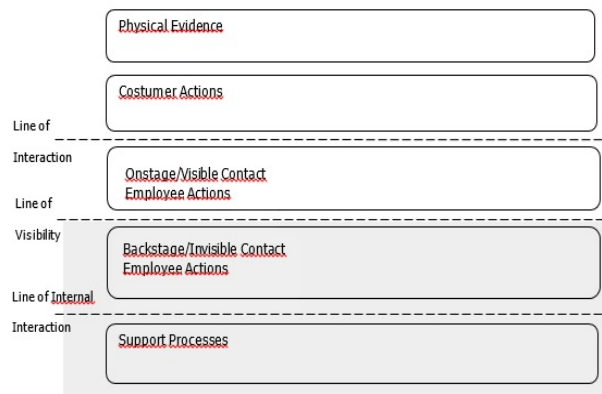 Physical Evidence
Costumer Actions
Line of
Interaction
Onstage/Visible Contact
Employee Actions
Line of
Visibility
Backstage/Invisible Contact
Employee Actions
Line of Internal
Interaction
Support Processes